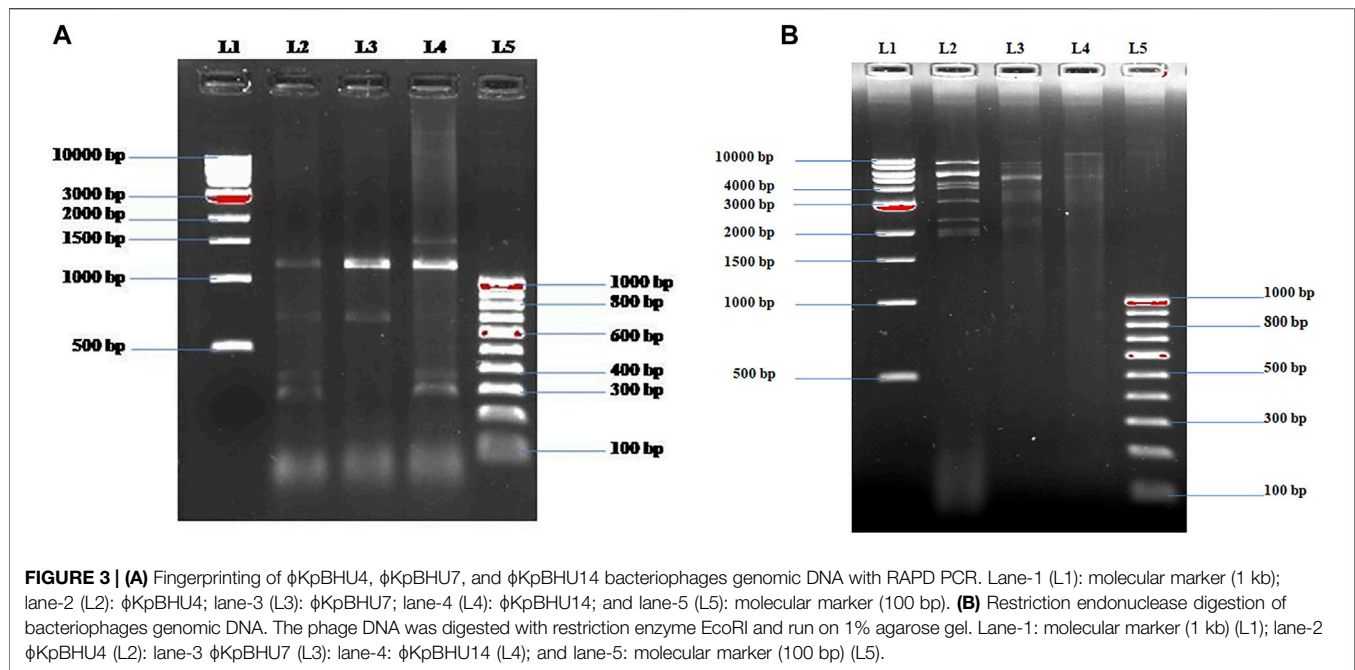 A
L1 L2 L3 L4 L5
10000 bp
3000 bp
2000 bp
1500 bp
1000 bp
500 bp
1000 bp
800 bp
600 bp
400 bp
300 bp
100 bp
B
L1 L2 L3 L4 L5
10000 bp
4000 bp
3000 bp
2000 bp
1500 bp
1000 bp
500 bp
1000 bp
800 bp
500 bp
300 bp
100 bp
FIGURE 3 | (A) Fingerprinting of ϕKpBHU4, ϕKpBHU7, and ϕKpBHU14 bacteriophages genomic DNA with RAPD PCR. Lane-1 (L1): molecular marker (1 kb);
lane-2 (L2): ϕKpBHU4; lane-3 (L3): ϕKpBHU7; lane-4 (L4): ϕKpBHU14; and lane-5 (L5): molecular marker (100 bp). (B) Restriction endonuclease digestion of
bacteriophages genomic DNA. The phage DNA was digested with restriction enzyme EcoRI and run on 1% agarose gel. Lane-1: molecular marker (1 kb) (L1); lane-2
ϕKpBHU4 (L2): lane-3 ϕKpBHU7 (L3): lane-4: ϕKpBHU14 (L4); and lane-5: molecular marker (100 bp) (L5).